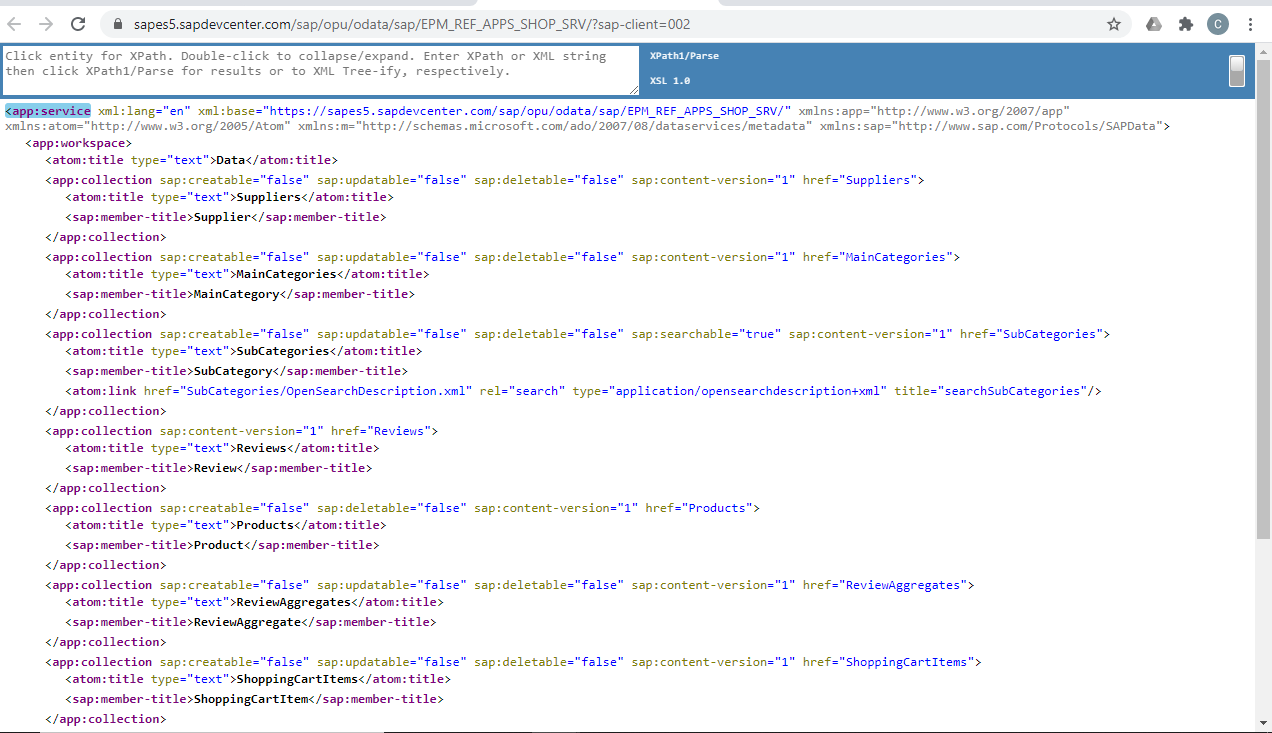 sapes5.sapdevcenter.com/sap/opu/odata/sap/EPM_REF_APPS_SHOP_SRV/?sap-client=002
C
Click entity for XPath. Double-click to collapse/expand. Enter XPath or XML string
then click XPath1/Parse for results or to XML Tree-ify, respectively.
XPath1/Parse
XSL 1.0
<app:service xml:lang="en" xml:base="https://sapes5.sapdevcenter.com/sap/opu/odata/sap/EPM_REF_APPS_SHOP_SRV/" xmlns:app="http://www.w3.org/2007/app"
xmlns:atom="http://www.w3.org/2005/Atom" xmlns:m="http://schemas.microsoft.com/ado/2007/08/dataservices/metadata" xmlns:sap="http://www.sap.com/Protocols/SAPData">
<app:workspace>
<atom:title type="text">Data</atom:title>
<app:collection sap:creatable="false" sap:updatable="false" sap:deletable="false" sap:content-version="1" href="Suppliers">
<atom:title type="text">Suppliers</atom:title>
<sap:member-title>Supplier</sap:member-title>
</app:collection>
<app:collection sap:creatable="false" sap:updatable="false" sap:deletable="false" sap:content-version="1" href="MainCategories">
<atom:title type="text">MainCategories</atom:title>
<sap:member-title>MainCategory</sap:member-title>
</app:collection>
<app:collection sap:creatable="false" sap:updatable="false" sap:deletable="false" sap:searchable="true" sap:content-version="1" href="SubCategories">
<atom:title type="text">SubCategories</atom:title>
<sap:member-title>SubCategory</sap:member-title>
<atom:link href="SubCategories/OpenSearchDescription.xml" rel="search" type="application/opensearchdescription+xml" title="searchSubCategories"/>
</app:collection>
<app:collection sap:content-version="1" href="Reviews">
<atom:title type="text">Reviews</atom:title>
<sap:member-title>Review</sap:member-title>
</app:collection>
<app:collection sap:creatable="false" sap:deletable="false" sap:content-version="1" href="Products">
<atom:title type="text">Products</atom:title>
<sap:member-title>Product</sap:member-title>
</app:collection>
<app:collection sap:creatable="false" sap:updatable="false" sap:deletable="false" sap:content-version="1" href="ReviewAggregates">
<atom:title type="text">ReviewAggregates</atom:title>
<sap:member-title>ReviewAggregate</sap:member-title>
</app:collection>
<app:collection sap:creatable="false" sap:updatable="false" sap:deletable="false" sap:content-version="1" href="ShoppingCartItems">
<atom:title type="text">ShoppingCartItems</atom:title>
<sap:member-title>ShoppingCartItem</sap:member-title>
</app:collection>